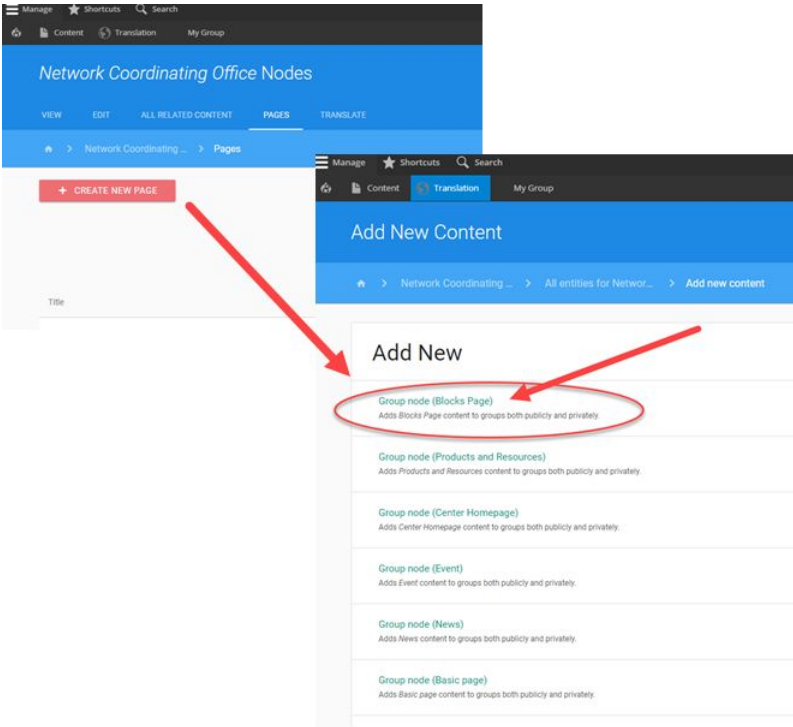 Manage Shortcuts Search
Content Translation My Group
Network Coordinating Office Nodes
VIEW EDIT ALL RELATED CONTENT PAGES TRANSLATE
> Network Coordinating ... > Pages
+ CREATE NEW PAGE
Title
Manage Shortcuts Search
Content Translation My Group
Add New Content
> Network Coordinating ... > All entities for Networ... > Add new content
Add New
Group node (Blocks Page)
Adds Blocks Page content to groups both publicly and privately.
Group node (Products and Resources)
Adds Products and Resources content to groups both publicly and privately.
Group node (Center Homepage)
Adds Center Homepage content to groups both publicly and privately.
Group node (Event)
Adds Event content to groups both publicly and privately.
Group node (News)
Adds News content to groups both publicly and privately.
Group node (Basic page)
Adds Basic page content to groups both publicly and privately.